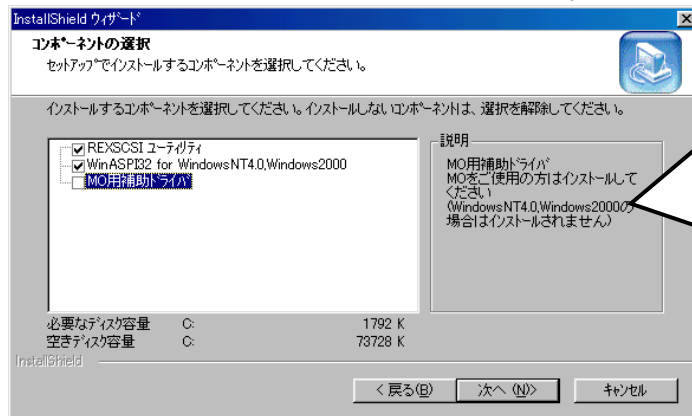 InstallShield ウィザード
コンポーネントの選択
セットアップでインストールするコンポーネントを選択してください。
インストールするコンポーネントを選択してください。インストールしないコンポーネントは、選択を解除してください。
REXSCSI ユーティリティ
WinASPI32 for WindowsNT4.0,Windows2000
MO用補助ドライバ
説明
MO用補助ドライバ
MOをご使用の方はインストールして
ください
(WindowsNT4.0,Windows2000の
場合はインストールされません)
必要なディスク容量 C: 1792 K
空きディスク容量 C: 73728 K
InstallShield
< 戻る(B) 次へ (N)> キャンセル